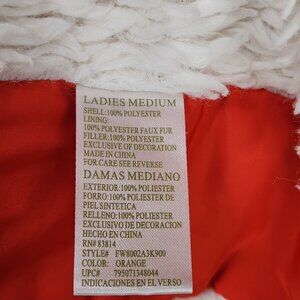 LADIES MEDIUM
SHELL: 100% POLYESTER
LINING:
100% POLYESTER FAUX FUR
FILLER: 100% POLYESTER
EXCLUSIVE OF DECORATION
MADE IN CHINA
FOR CARE SEE REVERSE
DAMAS MEDIANO
EXTERIOR: 100% POLIESTER
FORRO: 100% POLIESTER DE
PIEL SINTETICA
RELLENO: 100% POLIESTER
EXCLUSIVO DE DECORACION
HECHO EN CHINA
RN# 83814
STYLE# FW8002A3K900
COLOR: ORANGE
UPC# 795071348044
INDICACIONES EN EL VERSO